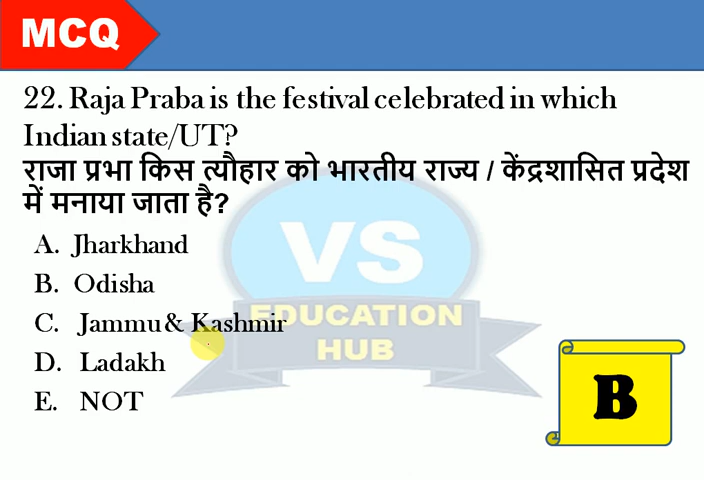 MCQ
22. Raja Praba is the festival celebrated in which
Indian state/UT?
राजा प्रभा किस त्यौहार को भारतीय राज्य / केंद्रशासित प्रदेश
में मनाया जाता है?
A. Jharkhand
B. Odisha
C. Jammu & Kashmir
D. Ladakh
E. NOT
VS
EDUCATION
HUB
B